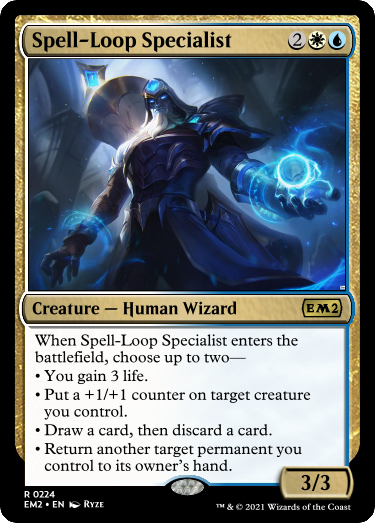 Spell-Loop Specialist 2
Creature — Human Wizard EM2
When Spell-Loop Specialist enters the
battlefield, choose up to two—
• You gain 3 life.
• Put a +1/+1 counter on target creature
you control.
• Draw a card, then discard a card.
• Return another target permanent you
control to its owner's hand.
3/3
R 0224
EM2 • EN Ryze
™ & © 2021 Wizards of the Coast